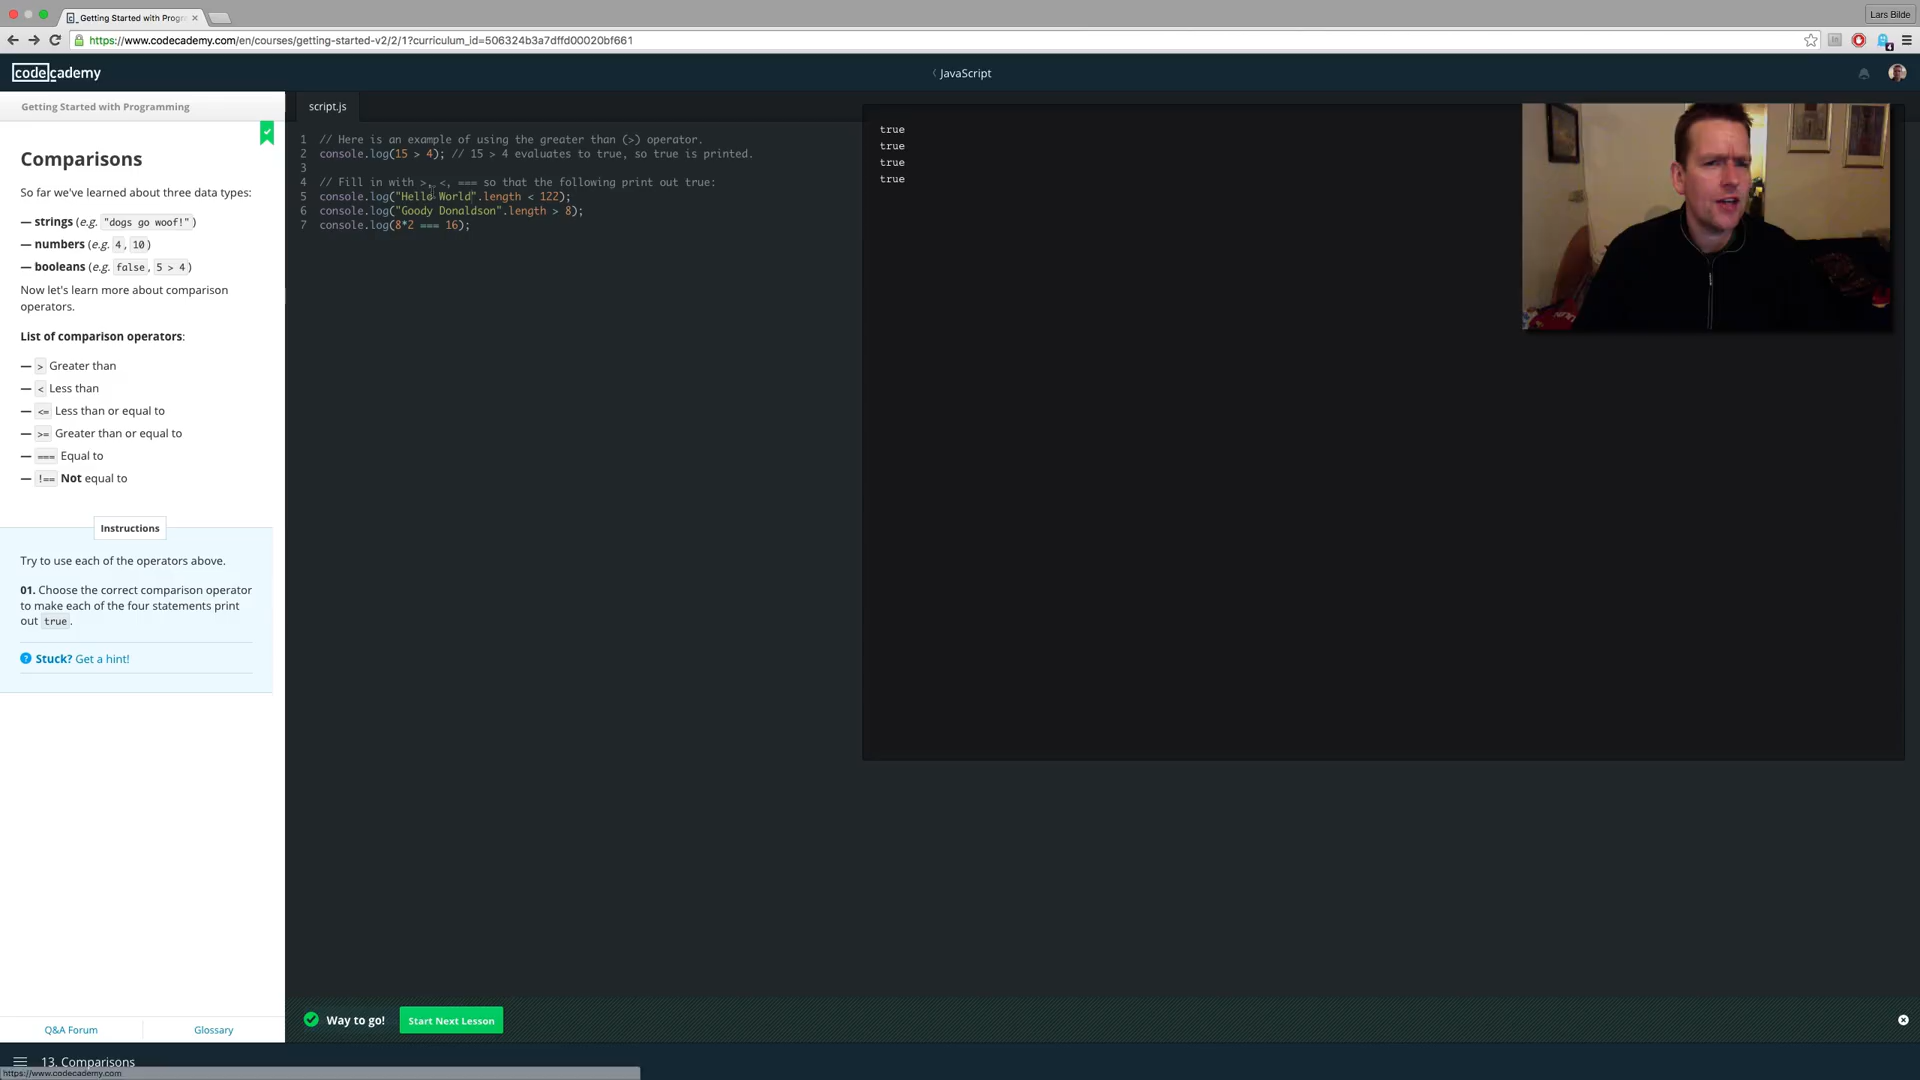 Getting Started with Progr
Lars Bilde
https://www.codecademy.com/en/courses/getting-started-v2/2/1?curriculum_id=506324b3a7dffd00020bf661
codecademy
JavaScript
Getting Started with Programming
Comparisons
So far we've learned about three data types:
— strings (e.g. "dogs go woof!")
— numbers (e.g. 4, 10)
— booleans (e.g. false, 5 > 4)
Now let's learn more about comparison
operators.
List of comparison operators:
— > Greater than
— < Less than
— <= Less than or equal to
— >= Greater than or equal to
— === Equal to
— !== Not equal to
Instructions
Try to use each of the operators above.
01. Choose the correct comparison operator
to make each of the four statements print
out true.
? Stuck? Get a hint!
Q&A Forum
Glossary
script.js
1 // Here is an example of using the greater than (>) operator.
2 console.log(15 > 4); // 15 > 4 evaluates to true, so true is printed.
3
4 // Fill in with >, <, === so that the following print out true:
5 console.log("Hello World".length < 122);
6 console.log("Goody Donaldson".length > 8);
7 console.log(8*2 === 16);
true
true
true
true
Way to go!
Start Next Lesson
13. Comparisons
https://www.codecademy.com